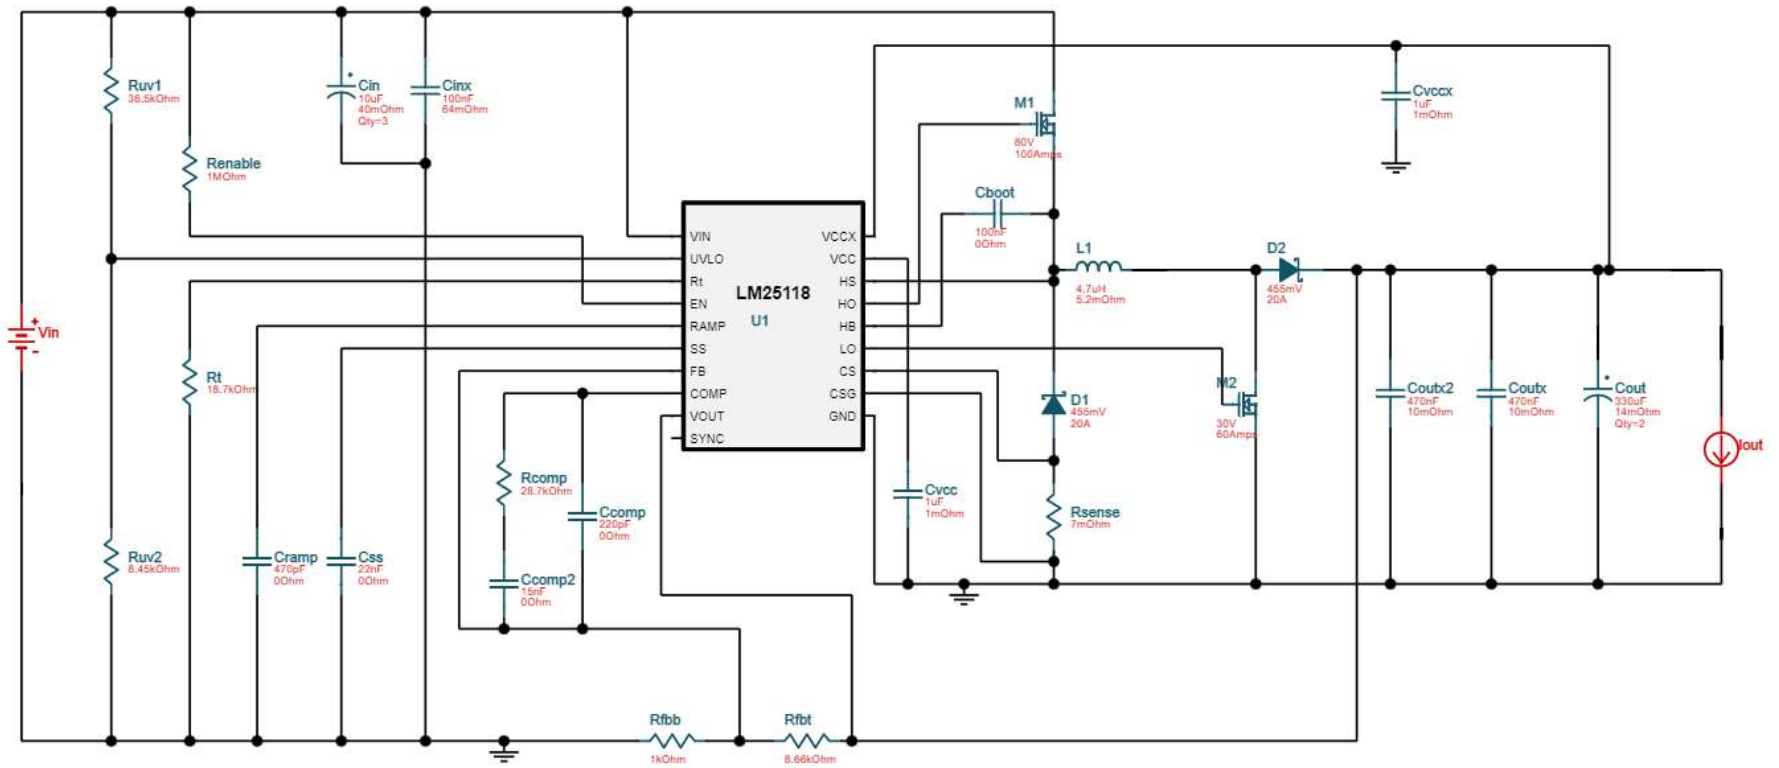 Ruv1
36.5kOhm
Cin
10uF
40mOhm
Qty=3
Cinx
100nF
64mOhm
Renable
1MOhm
M1
80V
100Amps
Cvccx
1uF
1mOhm
Cboot
100nF
0Ohm
VIN
UVLO
Rt
EN
RAMP
SS
FB
COMP
VOUT
SYNC
LM25118
U1
VCCX
VCC
HS
HO
HB
LO
CS
CSG
GND
L1
4.7uH
5.2mOhm
D2
455mV
20A
+
Vin
-
Rt
18.7kOhm
M2
30V
60Amps
D1
455mV
20A
Coutx2
470nF
10mOhm
Coutx
470nF
10mOhm
Cout
330uF
14mOhm
Qty=2
Iout
Rcomp
28.7kOhm
Ccomp
220pF
0Ohm
Ccomp2
15nF
0Ohm
Cvcc
1uF
1mOhm
Rsense
7mOhm
Ruv2
8.45kOhm
Cramp
470pF
0Ohm
Css
22nF
0Ohm
Rfbb
1kOhm
Rfbt
8.66kOhm